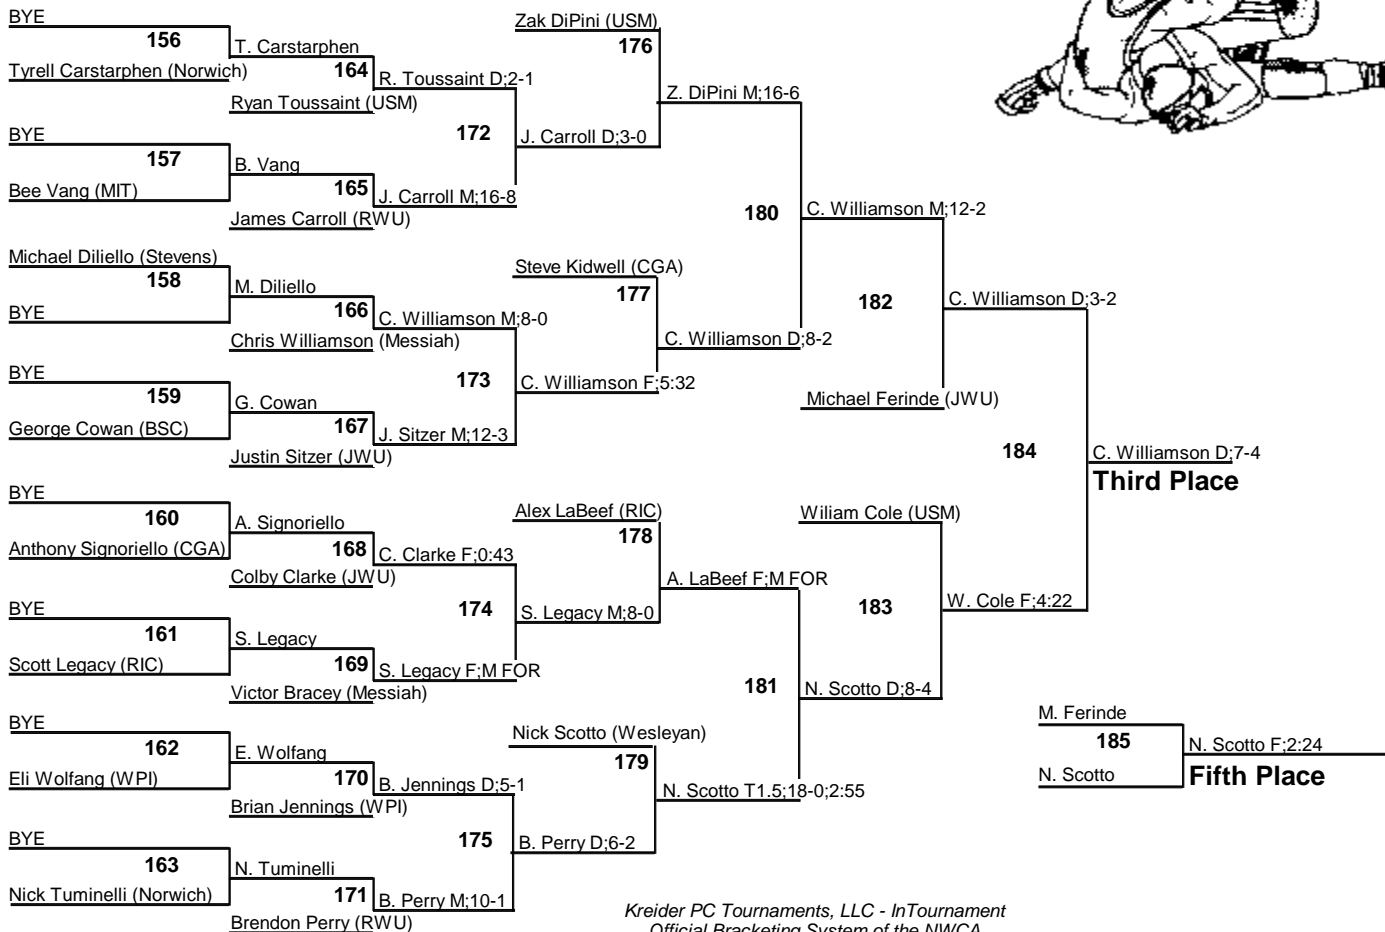 BYE
156
Tyrell Carstarphen (Norwich)
T. Carstarphen
164
Ryan Toussaint (USM)
R. Toussaint D;2-1
BYE
157
Bee Vang (MIT)
B. Vang
165
James Carroll (RWU)
J. Carroll M;16-8
172
J. Carroll D;3-0
Zak DiPini (USM)
176
Z. DiPini M;16-6
Michael Diliello (Stevens)
158
BYE
M. Diliello
166
Chris Williamson (Messiah)
C. Williamson M;8-0
BYE
159
George Cowan (BSC)
G. Cowan
167
Justin Sitzer (JWU)
J. Sitzer M;12-3
173
C. Williamson F;5:32
Steve Kidwell (CGA)
177
C. Williamson D;8-2
180
C. Williamson M;12-2
182
Michael Ferinde (JWU)
C. Williamson D;3-2
BYE
160
Anthony Signoriello (CGA)
A. Signoriello
168
Colby Clarke (JWU)
C. Clarke F;0:43
BYE
161
Scott Legacy (RIC)
S. Legacy
169
Victor Bracey (Messiah)
S. Legacy F;M FOR
174
S. Legacy M;8-0
Alex LaBeef (RIC)
178
A. LaBeef F;M FOR
BYE
162
Eli Wolfang (WPI)
E. Wolfang
170
Brian Jennings (WPI)
B. Jennings D;5-1
BYE
163
Nick Tuminelli (Norwich)
N. Tuminelli
171
Brendon Perry (RWU)
B. Perry M;10-1
175
B. Perry D;6-2
Nick Scotto (Wesleyan)
179
N. Scotto T1.5;18-0;2:55
181
N. Scotto D;8-4
Wiliam Cole (USM)
183
W. Cole F;4:22
184
C. Williamson D;7-4
Third Place
M. Ferinde
185
N. Scotto
N. Scotto F;2:24
Fifth Place
Kreider PC Tournaments, LLC - InTournament
Official Bracketing System of the NWCA